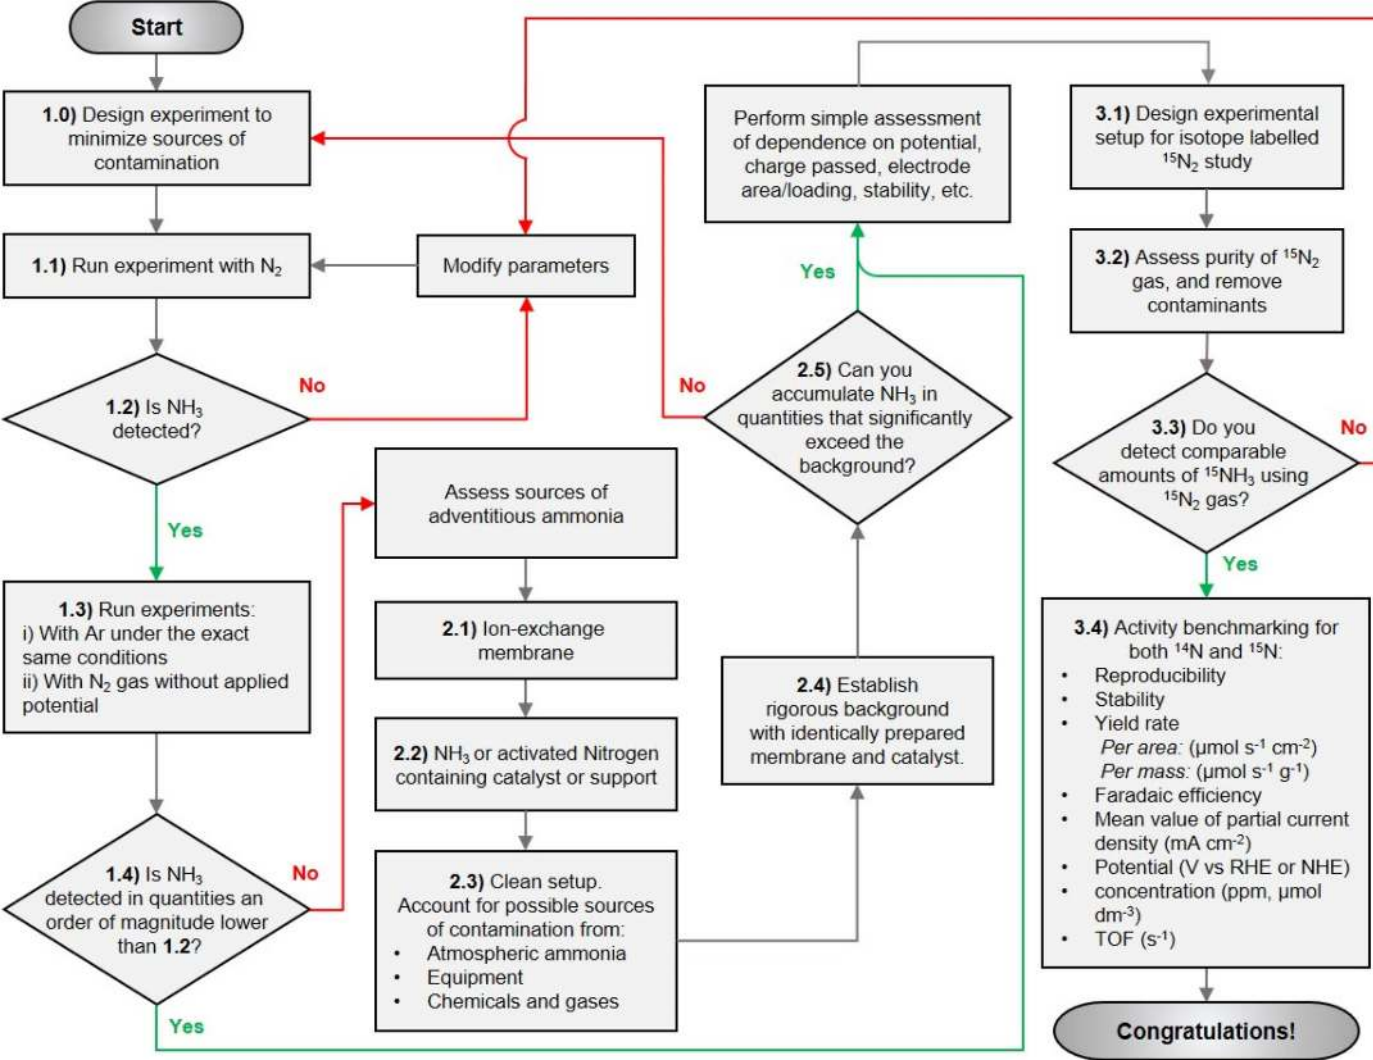 Start
1.0) Design experiment to
minimize sources of
contamination
1.1) Run experiment with N₂
Modify parameters
1.2) Is NH₃
detected?
No
Yes
1.3) Run experiments:
i) With Ar under the exact
same conditions
ii) With N₂ gas without applied
potential
1.4) Is NH₃
detected in quantities an
order of magnitude lower
than 1.2?
No
Yes
Assess sources of
adventitious ammonia
2.1) Ion-exchange
membrane
2.2) NH₃ or activated Nitrogen
containing catalyst or support
2.3) Clean setup.
Account for possible sources
of contamination from:
• Atmospheric ammonia
• Equipment
• Chemicals and gases
2.4) Establish
rigorous background
with identically prepared
membrane and catalyst.
2.5) Can you
accumulate NH₃ in
quantities that significantly
exceed the
background?
No
Yes
Perform simple assessment
of dependence on potential,
charge passed, electrode
area/loading, stability, etc.
3.1) Design experimental
setup for isotope labelled
¹⁵N₂ study
3.2) Assess purity of ¹⁵N₂
gas, and remove
contaminants
3.3) Do you
detect comparable
amounts of ¹⁵NH₃ using
¹⁵N₂ gas?
No
Yes
3.4) Activity benchmarking for
both ¹⁴N and ¹⁵N:
• Reproducibility
• Stability
• Yield rate
Per area: (µmol s⁻¹ cm⁻²)
Per mass: (µmol s⁻¹ g⁻¹)
• Faradaic efficiency
• Mean value of partial current
density (mA cm⁻²)
• Potential (V vs RHE or NHE)
• concentration (ppm, µmol
dm⁻³)
• TOF (s⁻¹)
Congratulations!